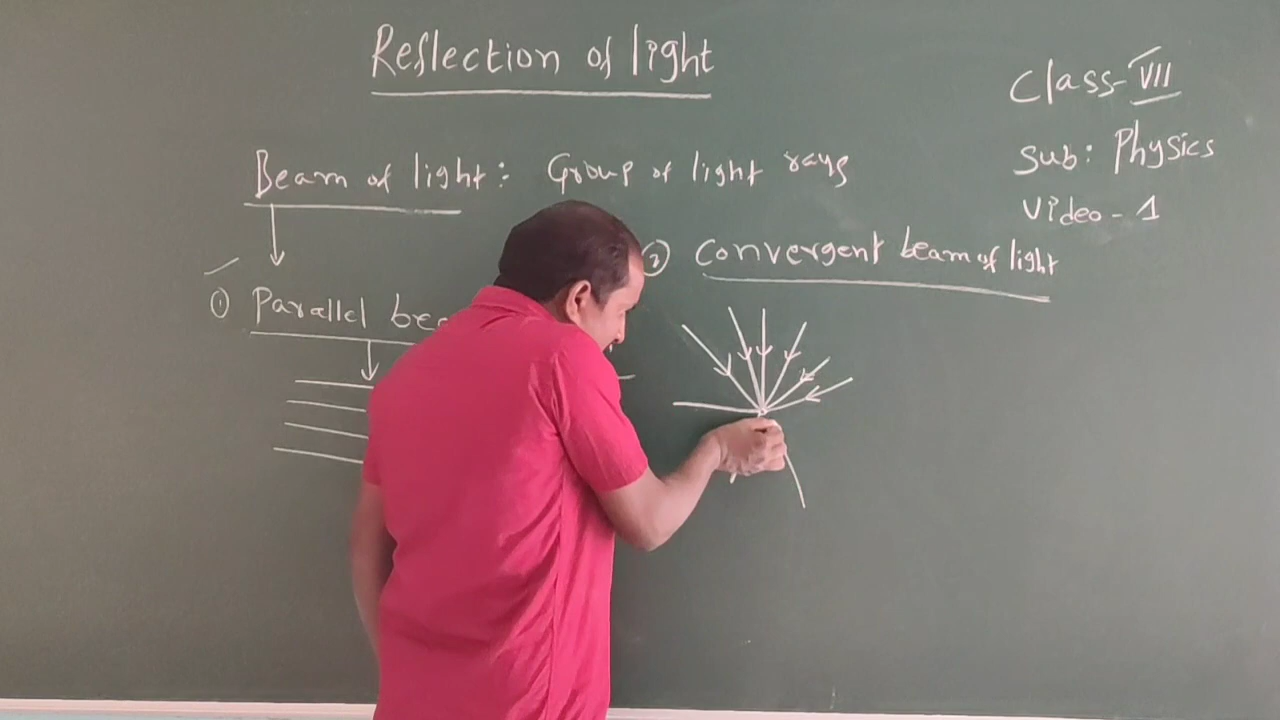 Reflection of light
Class-VII
Sub: Physics
Video-1
Beam of light: Group of light rays
① Parallel
② Convergent beam of light